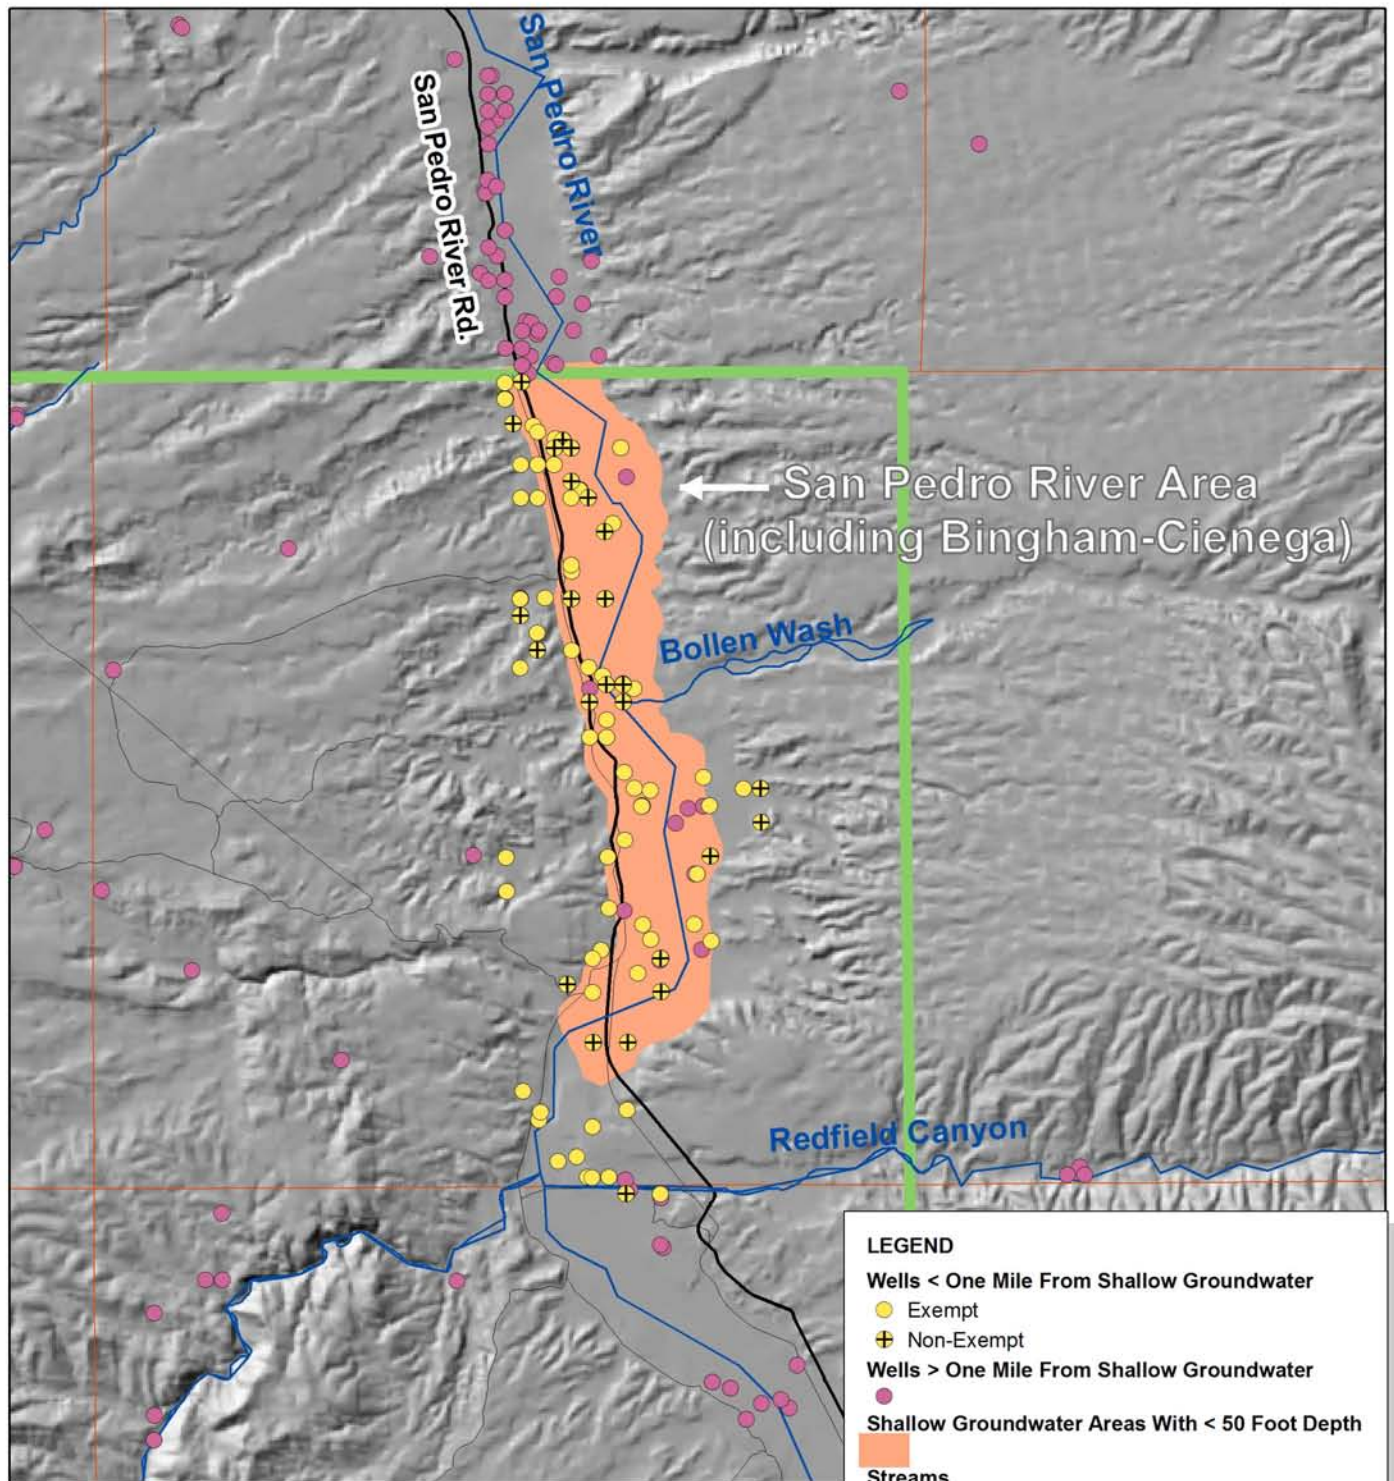 San Pedro River
San Pedro River Rd.
San Pedro River Area
(including Bingham-Cienega)
Bollen Wash
Redfield Canyon
LEGEND
Wells < One Mile From Shallow Groundwater
Exempt
Non-Exempt
Wells > One Mile From Shallow Groundwater
Shallow Groundwater Areas With < 50 Foot Depth
Streams